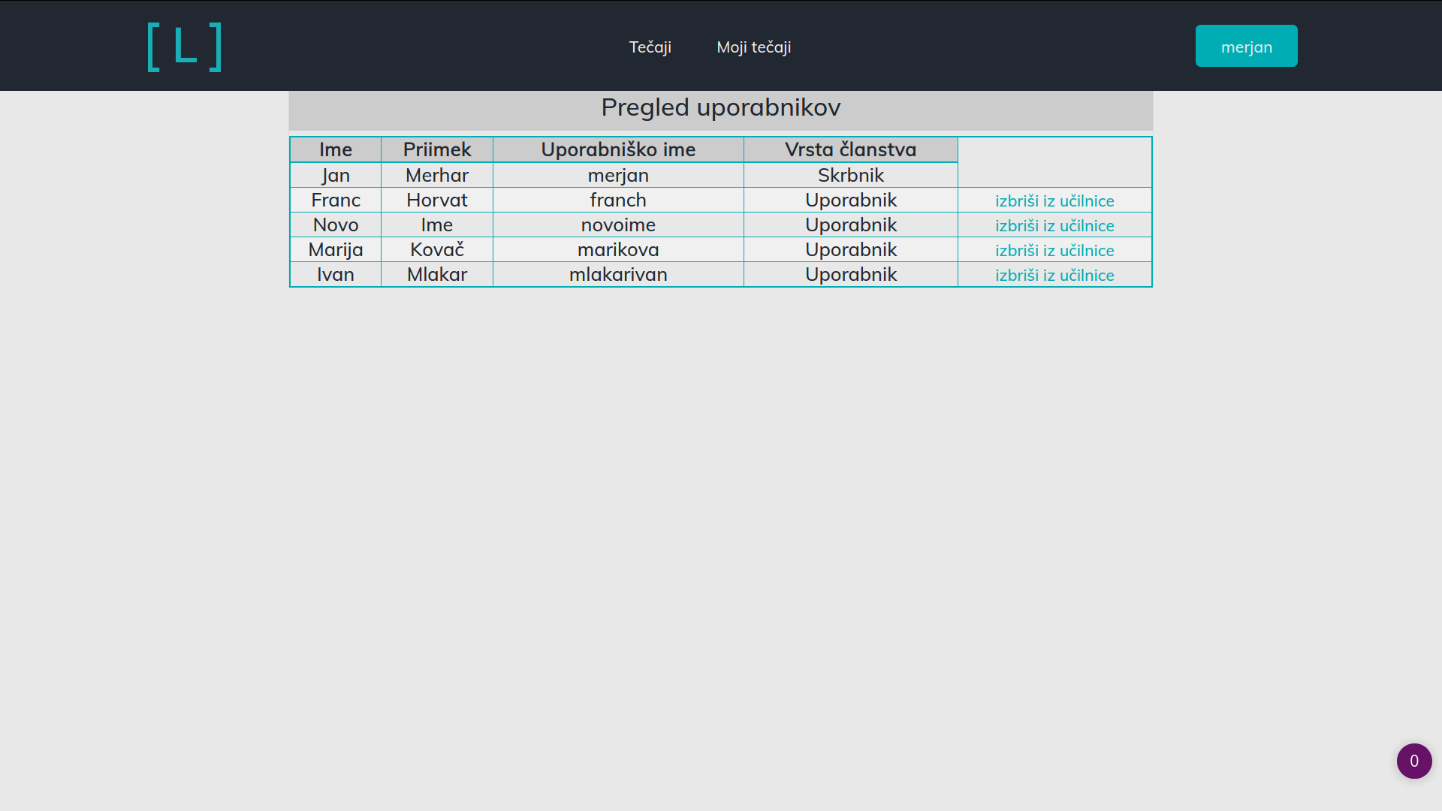 [ L ]
Tečaji Moji tečaji
merjan
Pregled uporabnikov
Ime Priimek Uporabniško ime Vrsta članstva
Jan Merhar merjan Skrbnik
Franc Horvat franch Uporabnik izbriši iz učilnice
Novo Ime novoime Uporabnik izbriši iz učilnice
Marija Kovač marikova Uporabnik izbriši iz učilnice
Ivan Mlakar mlakarivan Uporabnik izbriši iz učilnice
0